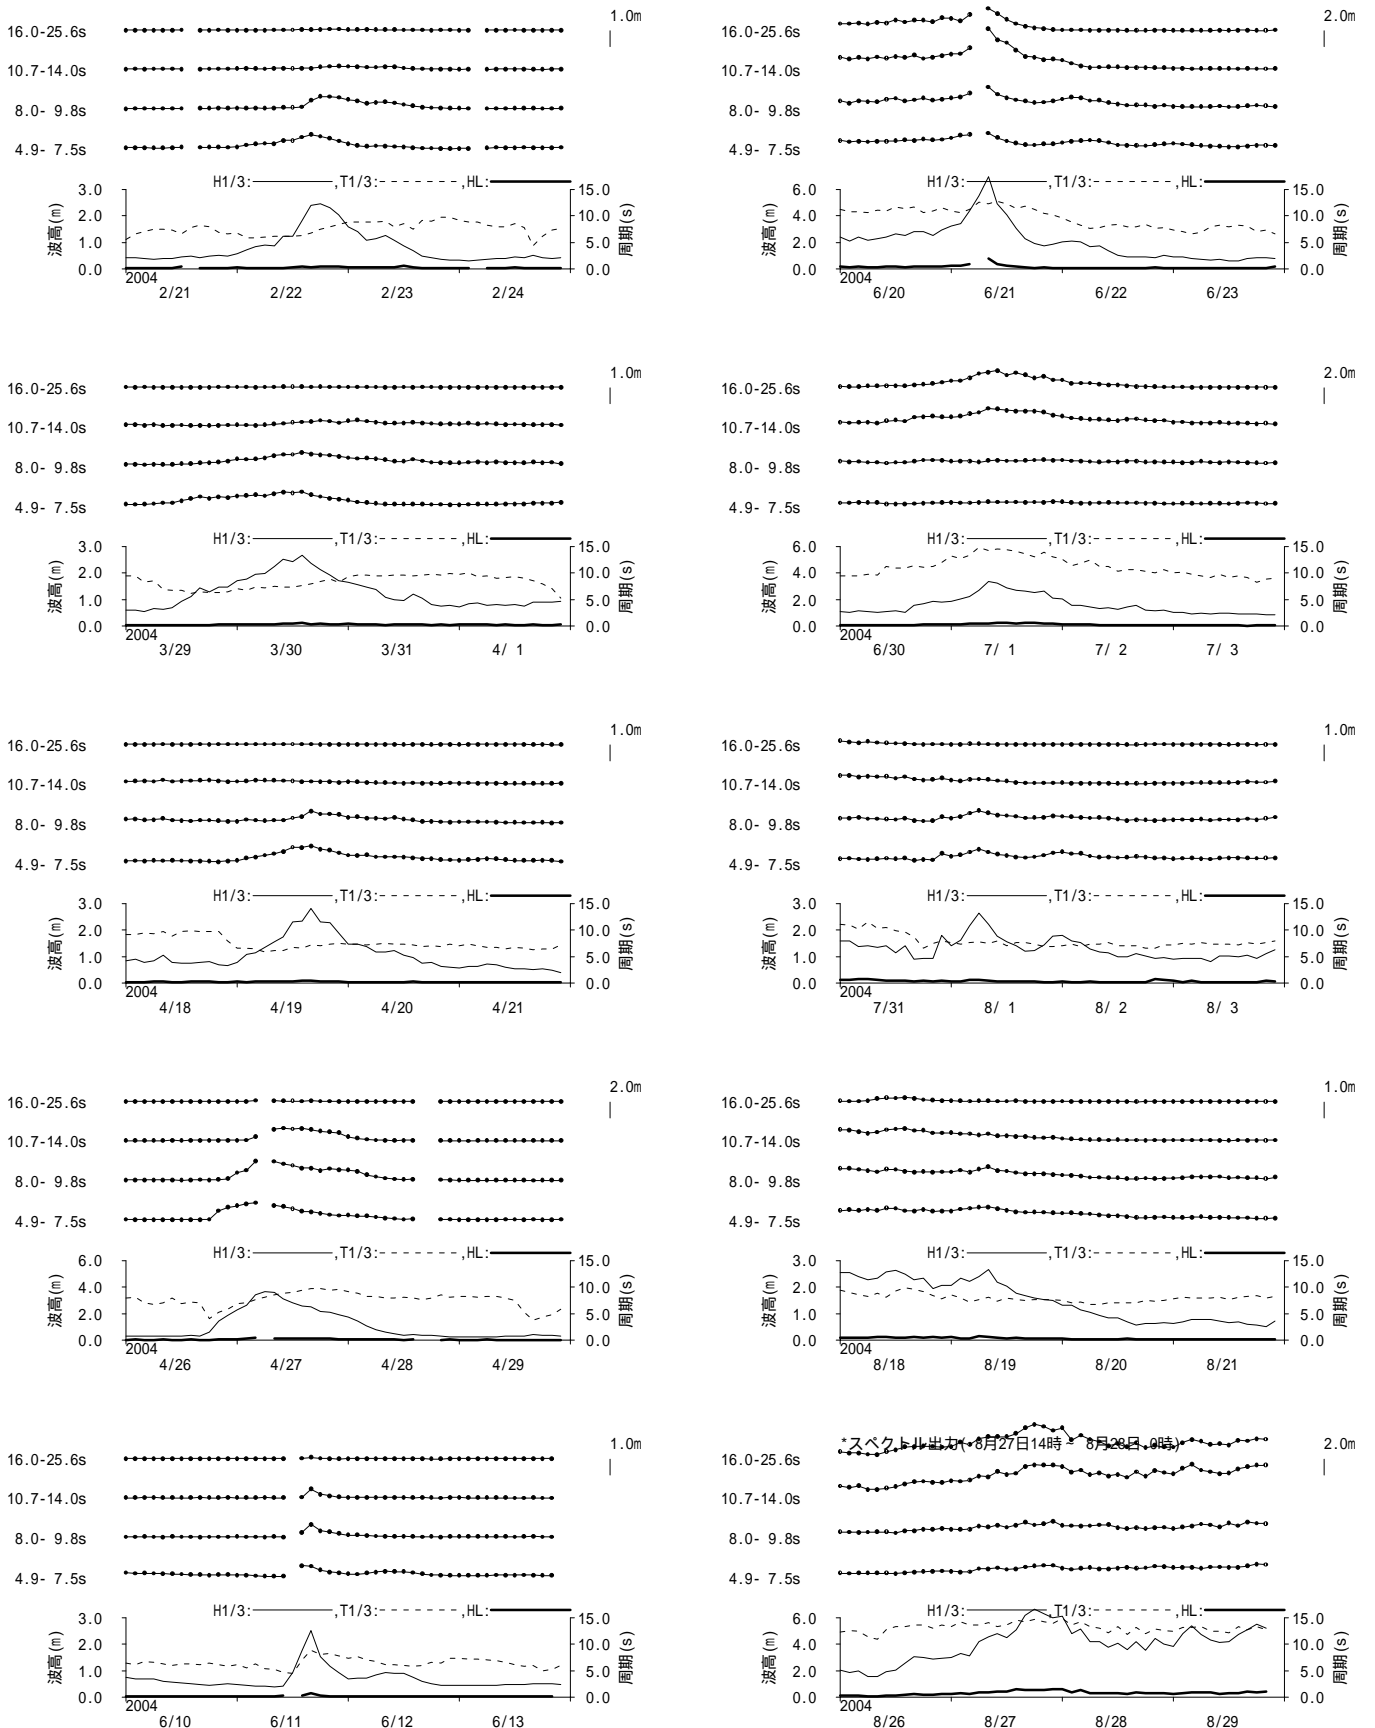 16.0-25.6s
1.0m
10.7-14.0s
8.0- 9.8s
4.9- 7.5s
H1/3: ,T1/3: ,HL:
3.0 15.0
2.0 10.0
1.0 5.0
0.0 0.0
波高(m)
周期(s)
2004
2/21 2/22 2/23 2/24
16.0-25.6s
2.0m
10.7-14.0s
8.0- 9.8s
4.9- 7.5s
H1/3: ,T1/3: ,HL:
6.0 15.0
4.0 10.0
2.0 5.0
0.0 0.0
波高(m)
周期(s)
2004
6/20 6/21 6/22 6/23
16.0-25.6s
1.0m
10.7-14.0s
8.0- 9.8s
4.9- 7.5s
H1/3: ,T1/3: ,HL:
3.0 15.0
2.0 10.0
1.0 5.0
0.0 0.0
波高(m)
周期(s)
2004
3/29 3/30 3/31 4/ 1
16.0-25.6s
2.0m
10.7-14.0s
8.0- 9.8s
4.9- 7.5s
H1/3: ,T1/3: ,HL:
6.0 15.0
4.0 10.0
2.0 5.0
0.0 0.0
波高(m)
周期(s)
2004
6/30 7/ 1 7/ 2 7/ 3
16.0-25.6s
1.0m
10.7-14.0s
8.0- 9.8s
4.9- 7.5s
H1/3: ,T1/3: ,HL:
3.0 15.0
2.0 10.0
1.0 5.0
0.0 0.0
波高(m)
周期(s)
2004
4/18 4/19 4/20 4/21
16.0-25.6s
1.0m
10.7-14.0s
8.0- 9.8s
4.9- 7.5s
H1/3: ,T1/3: ,HL:
3.0 15.0
2.0 10.0
1.0 5.0
0.0 0.0
波高(m)
周期(s)
2004
7/31 8/ 1 8/ 2 8/ 3
16.0-25.6s
2.0m
10.7-14.0s
8.0- 9.8s
4.9- 7.5s
H1/3: ,T1/3: ,HL:
6.0 15.0
4.0 10.0
2.0 5.0
0.0 0.0
波高(m)
周期(s)
2004
4/26 4/27 4/28 4/29
16.0-25.6s
1.0m
10.7-14.0s
8.0- 9.8s
4.9- 7.5s
H1/3: ,T1/3: ,HL:
3.0 15.0
2.0 10.0
1.0 5.0
0.0 0.0
波高(m)
周期(s)
2004
8/18 8/19 8/20 8/21
16.0-25.6s
1.0m
10.7-14.0s
8.0- 9.8s
4.9- 7.5s
H1/3: ,T1/3: ,HL:
3.0 15.0
2.0 10.0
1.0 5.0
0.0 0.0
波高(m)
周期(s)
2004
6/10 6/11 6/12 6/13
*スペクトル出力( 8月27日14時～ 8月28日 0時)
16.0-25.6s
2.0m
10.7-14.0s
8.0- 9.8s
4.9- 7.5s
H1/3: ,T1/3: ,HL:
6.0 15.0
4.0 10.0
2.0 5.0
0.0 0.0
波高(m)
周期(s)
2004
8/26 8/27 8/28 8/29